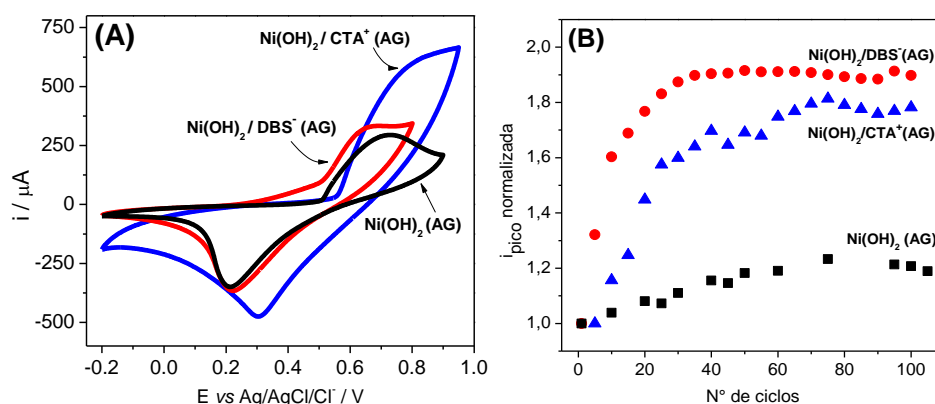 (A)
750
500
250
0
-250
-500
i / µA
Ni(OH)₂ / CTA⁺ (AG)
Ni(OH)₂ / DBS⁻ (AG)
Ni(OH)₂ (AG)
-0.2 0.0 0.2 0.4 0.6 0.8 1.0
E vs Ag/AgCl/Cl⁻ / V
(B)
2,0
1,8
1,6
1,4
1,2
1,0
i pico normalizada
Ni(OH)₂/DBS⁻(AG)
Ni(OH)₂/CTA⁺(AG)
Ni(OH)₂ (AG)
0 20 40 60 80 100
N° de ciclos